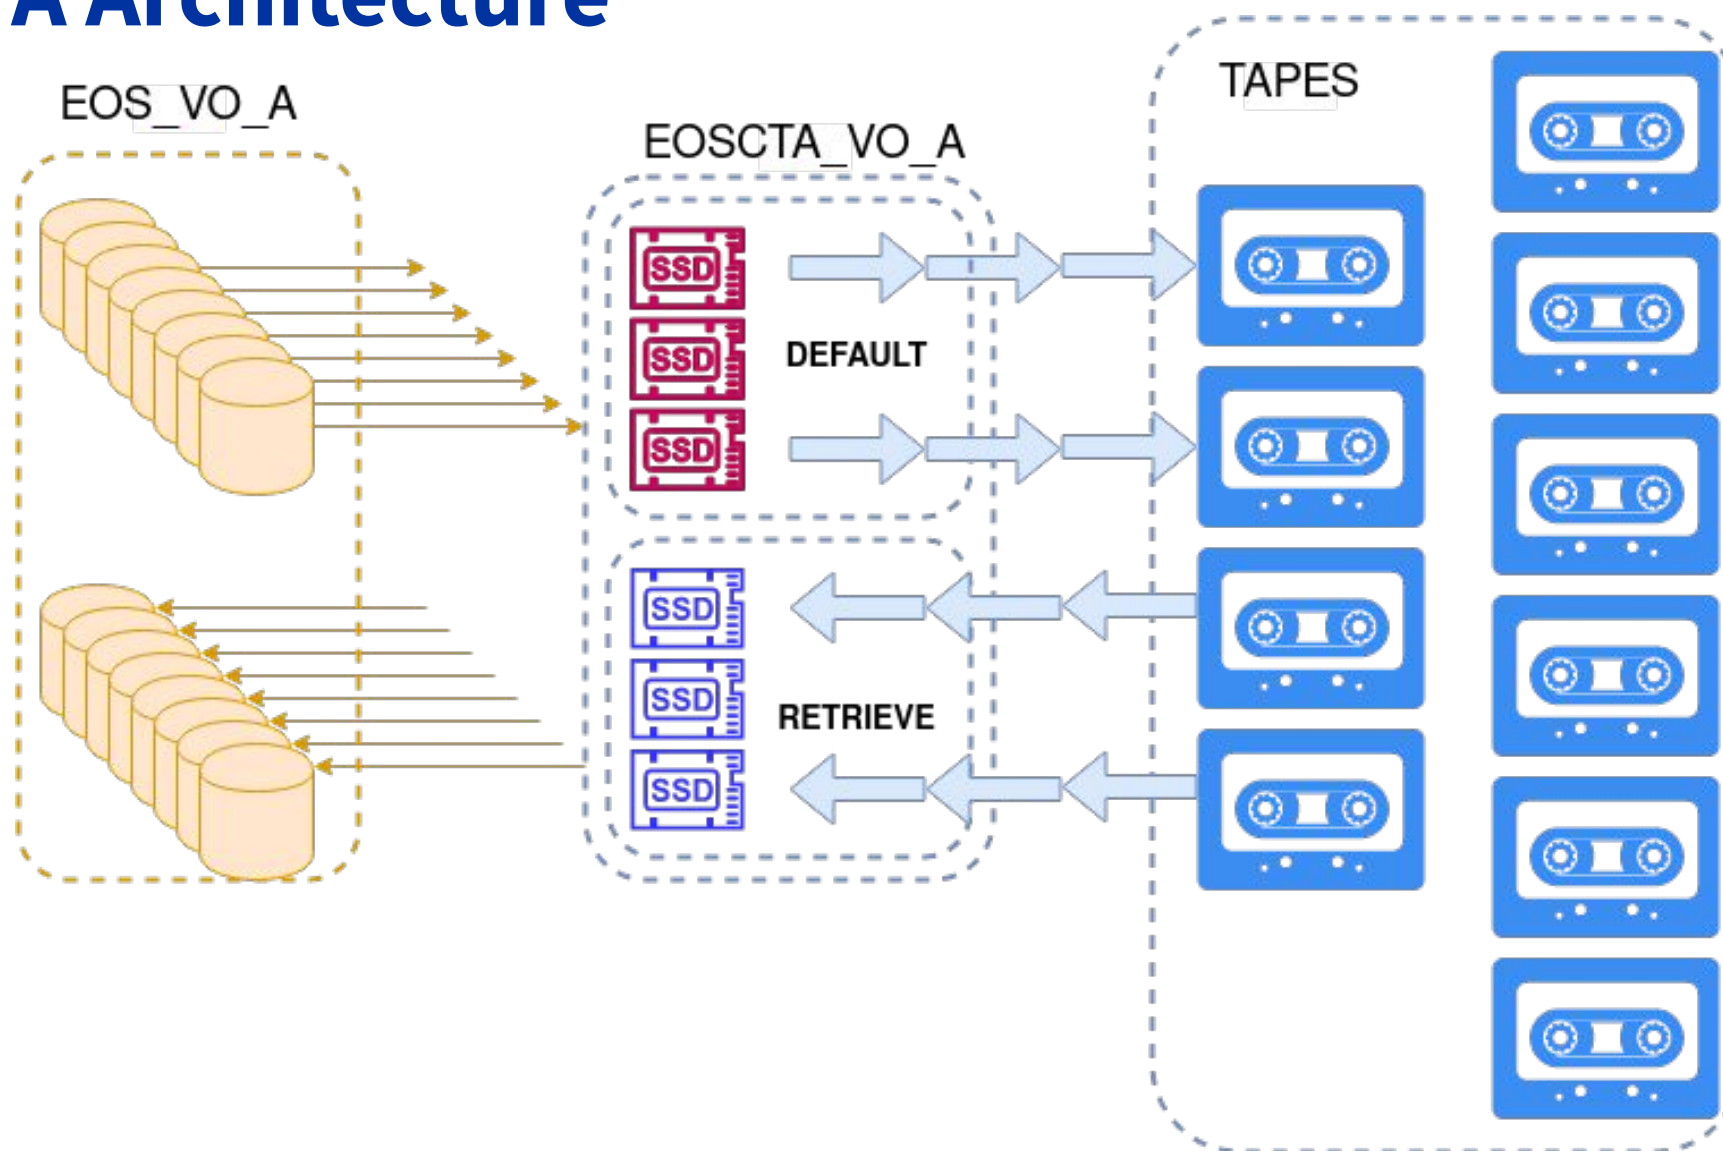 A Architecture
EOS_VO_A
EOSCTA_VO_A
TAPES
SSD
SSD
SSD
DEFAULT
SSD
SSD
SSD
RETRIEVE